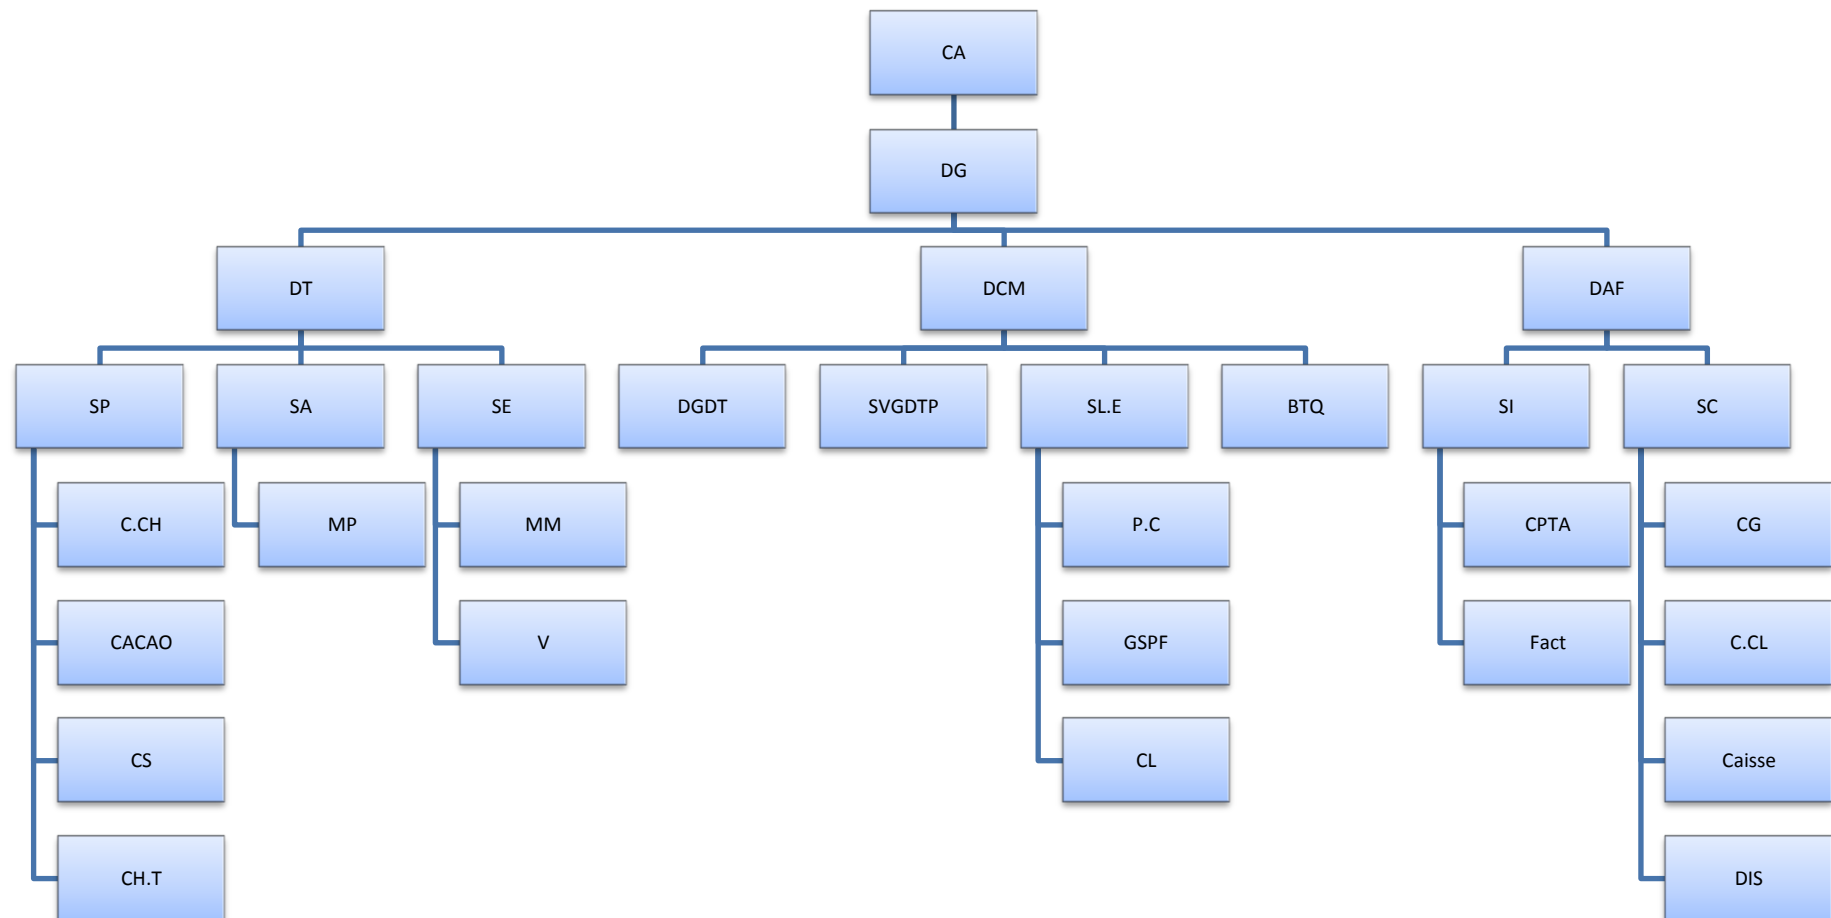 CA
DG
DT
DCM
DAF
SP
SA
SE
DGDT
SVGDTP
SL.E
BTQ
SI
SC
C.CH
MP
MM
P.C
CPTA
CG
CACAO
V
GSPF
Fact
C.CL
CS
CL
Caisse
CH.T
DIS